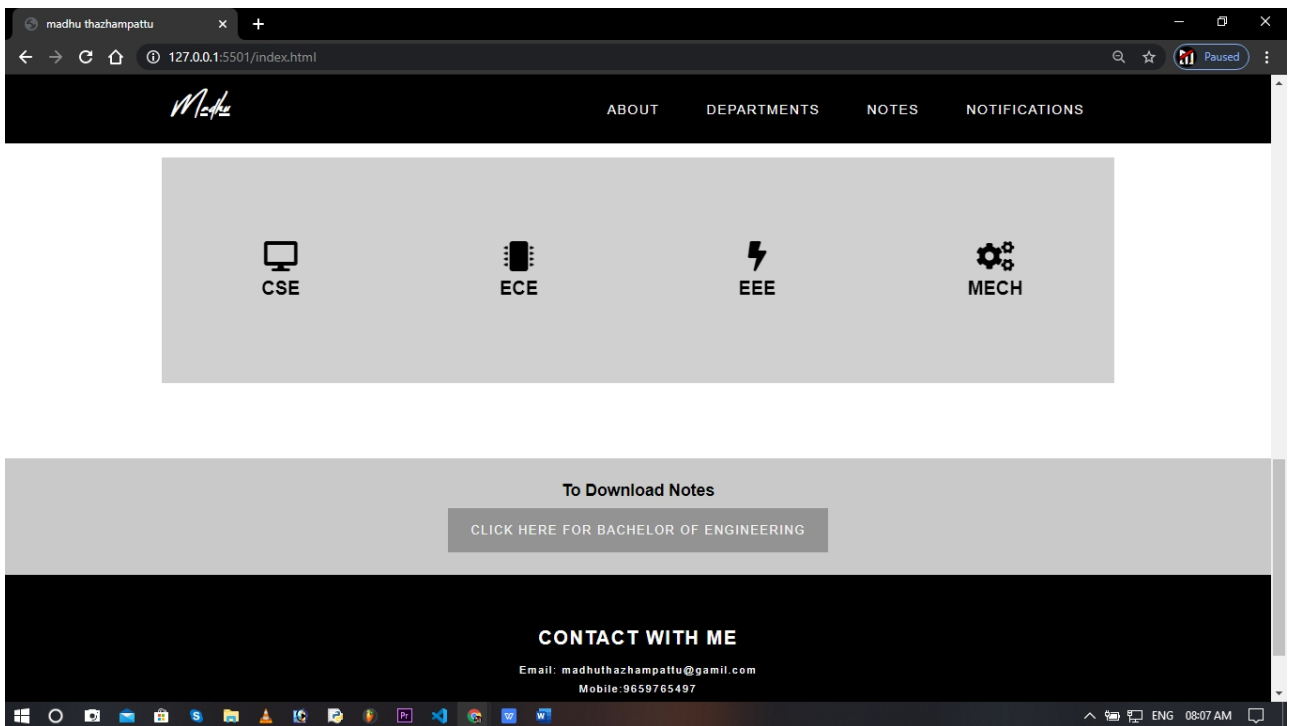 madhu thazhampattu
127.0.0.1:5501/index.html
Paused
Madhu
ABOUT DEPARTMENTS NOTES NOTIFICATIONS
CSE ECE EEE MECH
To Download Notes
CLICK HERE FOR BACHELOR OF ENGINEERING
CONTACT WITH ME
Email: madhuthazhampattu@gamil.com
Mobile:9659765497
S Pr W W ENG 08:07 AM